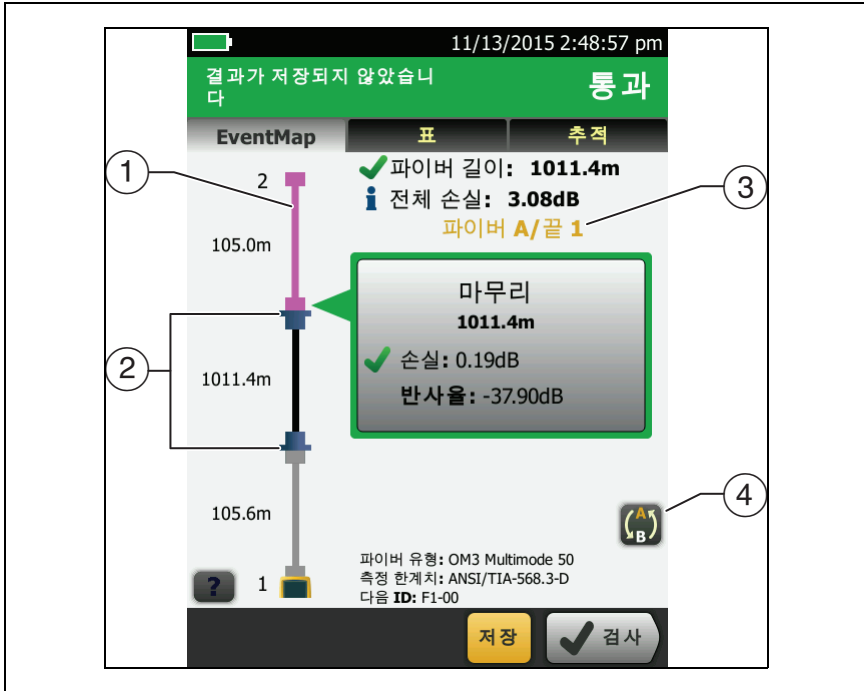 11/13/2015 2:48:57 pm
결과가 저장되지 않았습니
다
통과
EventMap
표
추적
1
2
파이버 길이: 1011.4m
전체 손실: 3.08dB
파이버 A/끝 1
3
105.0m
마무리
1011.4m
손실: 0.19dB
반사율: -37.90dB
2
1011.4m
105.6m
A
B
4
파이버 유형: OM3 Multimode 50
측정 한계치: ANSI/TIA-568.3-D
다음 ID: F1-00
?
1
저장
검사